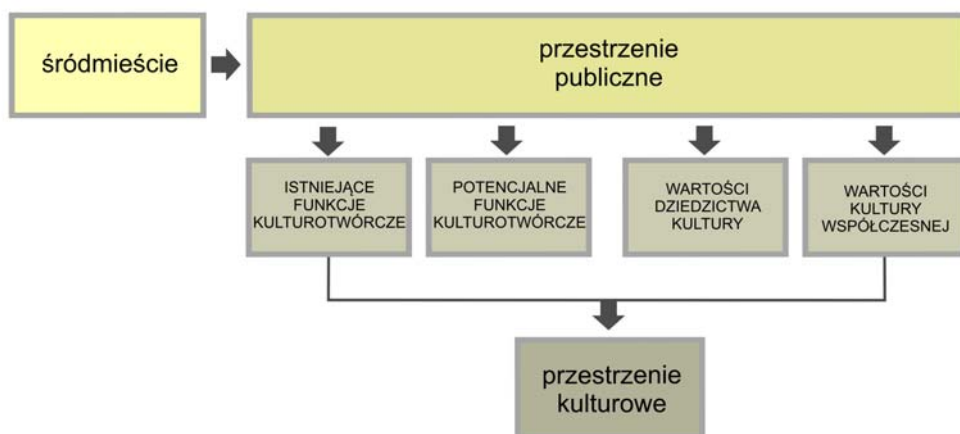 śródmieście
przestrzenie
publiczne
ISTNIEJĄCE
FUNKCJE
KULTUROTWÓRCZE
POTENCJALNE
FUNKCJE
KULTUROTWÓRCZE
WARTOŚCI
DZIEDZICTWA
KULTURY
WARTOŚCI
KULTURY
WSPÓŁCZESNEJ
przestrzenie
kulturowe